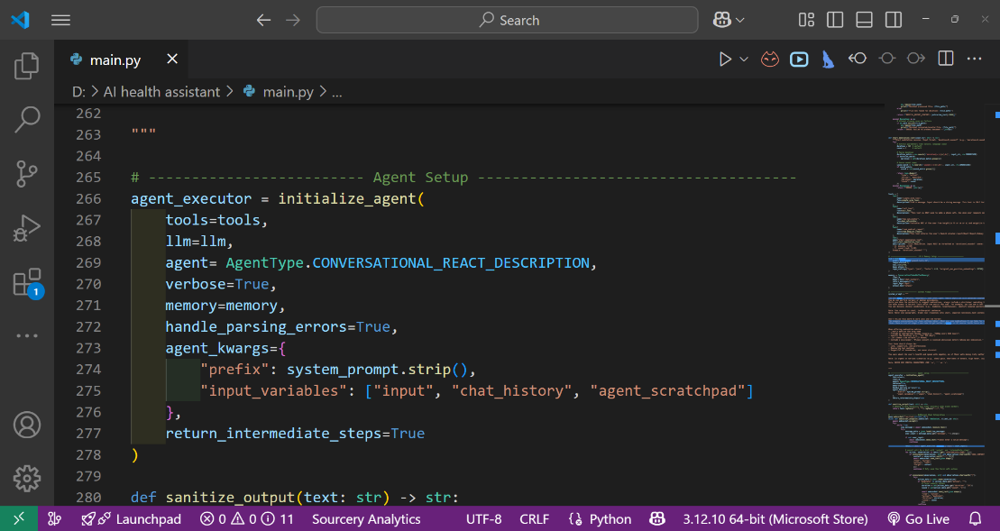 Search
main.py
D: > AI health assistant > main.py > ...
262
263 """
264
265 # ------------------------- Agent Setup -------------------------------------
266 agent_executor = initialize_agent(
267     tools=tools,
268     llm=llm,
269     agent= AgentType.CONVERSATIONAL_REACT_DESCRIPTION,
270     verbose=True,
271     memory=memory,
272     handle_parsing_errors=True,
273     agent_kwargs={
274         "prefix": system_prompt.strip(),
275         "input_variables": ["input", "chat_history", "agent_scratchpad"]
276     },
277     return_intermediate_steps=True
278 )
279
280 def sanitize_output(text: str) -> str:
1
Launchpad 0 0 11 Sourcery Analytics UTF-8 CRLF Python 3.12.10 64-bit (Microsoft Store) Go Live